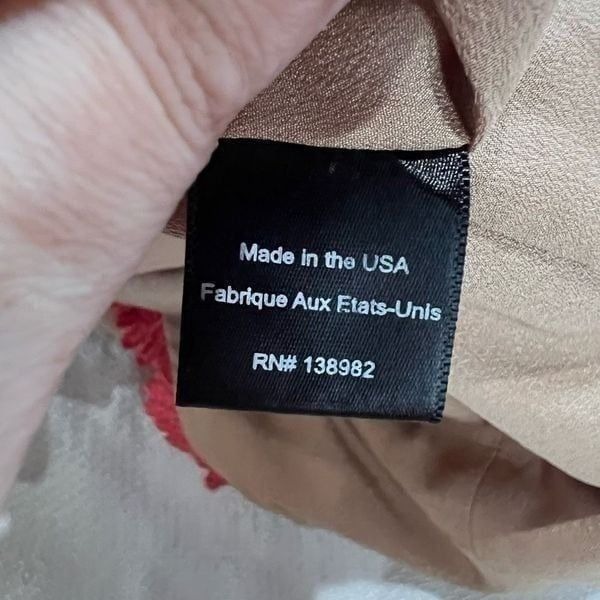 Made in the USA
Fabrique Aux Etats-Unis
RN# 138982